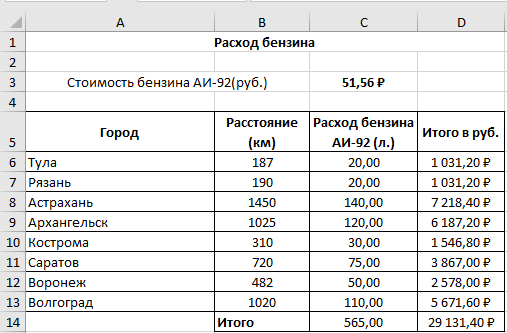 A B C D
1 Расход бензина
2
3 Стоимость бензина АИ-92(руб.) 51,56 ₽
4
5 Город Расстояние (км) Расход бензина АИ-92 (л.) Итого в руб.
6 Тула 187 20,00 1 031,20 ₽
7 Рязань 190 20,00 1 031,20 ₽
8 Астрахань 1450 140,00 7 218,40 ₽
9 Архангельск 1025 120,00 6 187,20 ₽
10 Кострома 310 30,00 1 546,80 ₽
11 Саратов 720 75,00 3 867,00 ₽
12 Воронеж 482 50,00 2 578,00 ₽
13 Волгоград 1020 110,00 5 671,60 ₽
14 Итого 565,00 29 131,40 ₽